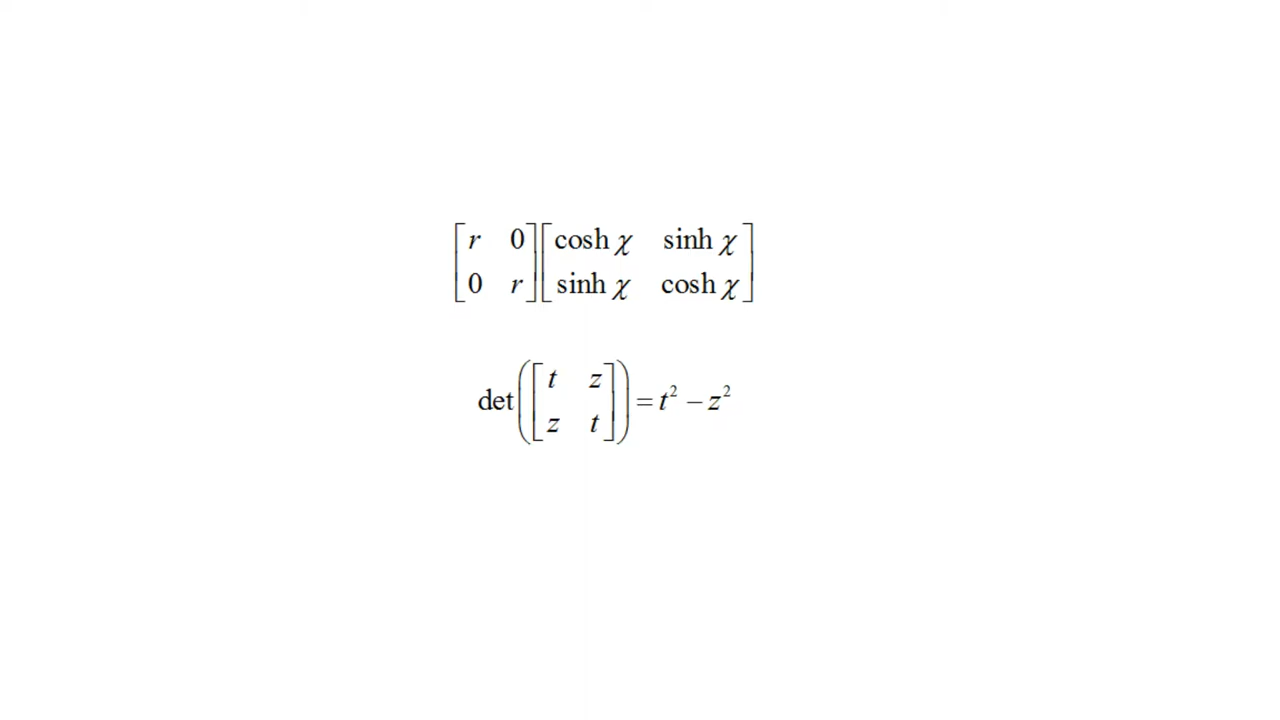 [r 0; 0 r] [cosh χ sinh χ; sinh χ cosh χ]
det([t z; z t]) = t² − z²